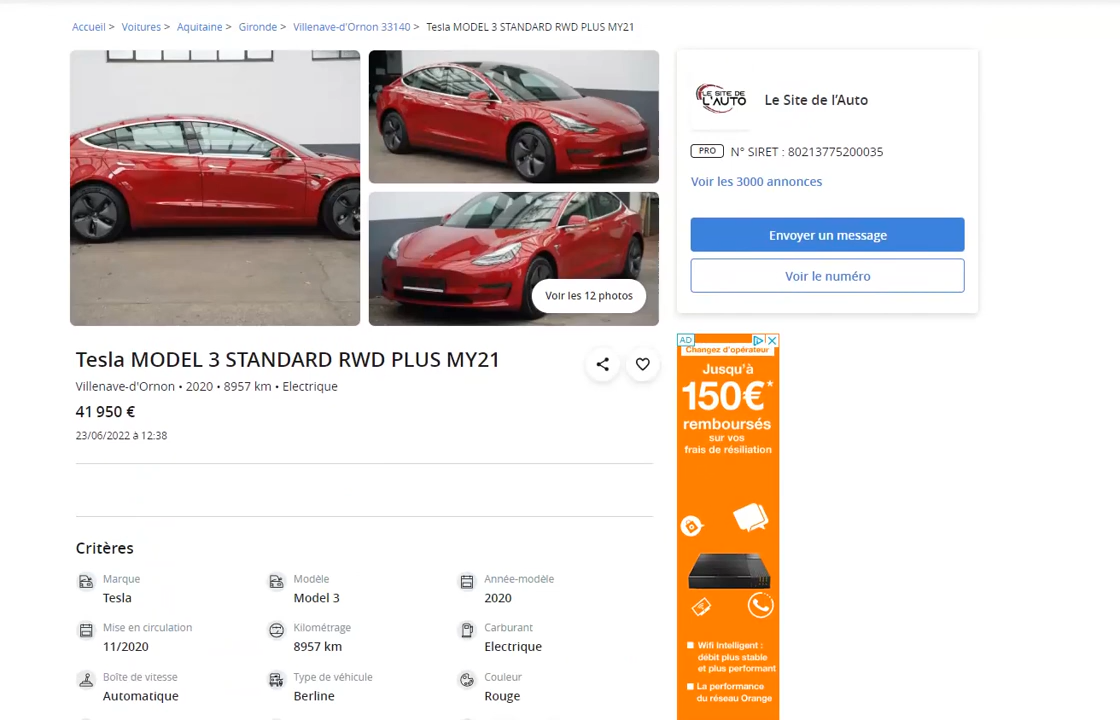 Accueil > Voitures > Aquitaine > Gironde > Villenave-d'Ornon 33140 > Tesla MODEL 3 STANDARD RWD PLUS MY21
Voir les 12 photos
LE SITE DE
L'AUTO
Le Site de l'Auto
PRO N° SIRET : 80213775200035
Voir les 3000 annonces
Envoyer un message
Voir le numéro
Tesla MODEL 3 STANDARD RWD PLUS MY21
Villenave-d'Ornon • 2020 • 8957 km • Electrique
41 950 €
23/06/2022 à 12:38
Critères
Marque
Tesla
Modèle
Model 3
Année-modèle
2020
Mise en circulation
11/2020
Kilométrage
8957 km
Carburant
Electrique
Boîte de vitesse
Automatique
Type de véhicule
Berline
Couleur
Rouge
AD
Changez d'opérateur
Jusqu'à
150€*
remboursés
sur vos
frais de résiliation
Wifi intelligent :
débit plus stable
et plus performant
La performance
du réseau Orange